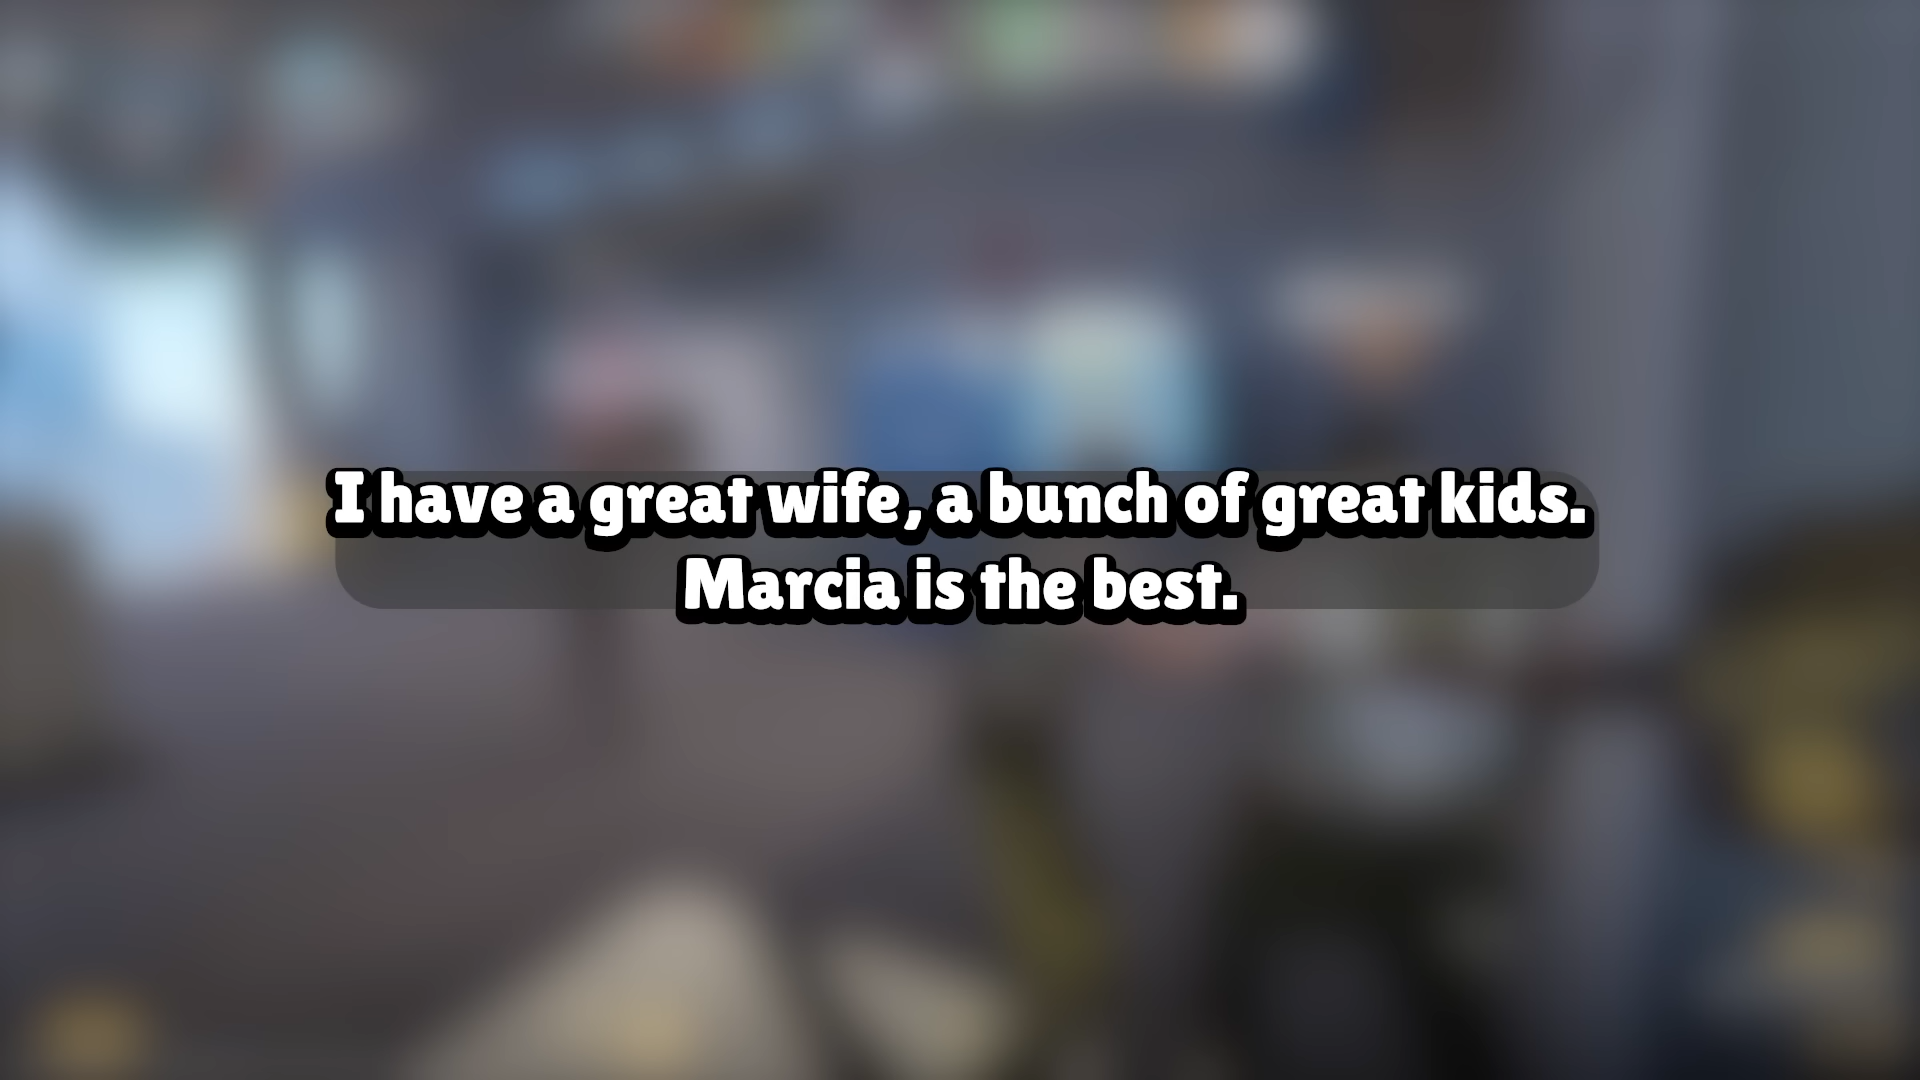 I have a great wife, a bunch of great kids.
Marcia is the best.